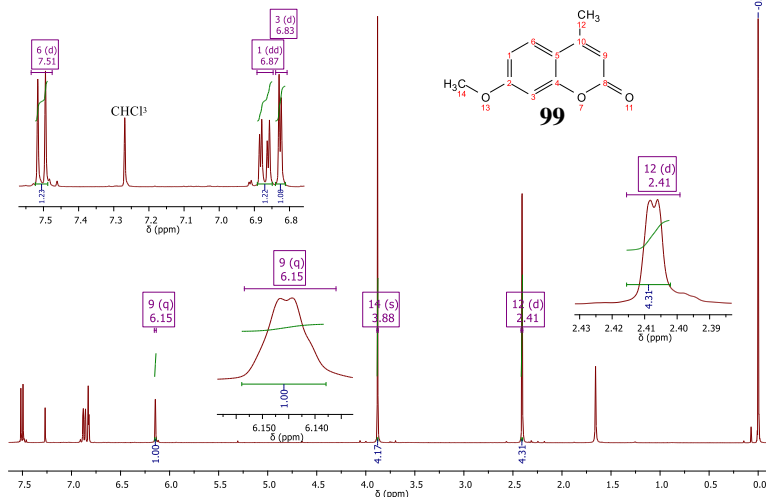 6 (d)
7.51
3 (d)
6.83
1 (dd)
6.87
CHCl³
1.23
1.22
1.08
7.5 7.4 7.3 7.2 7.1 7.0 6.9 6.8
δ (ppm)
CH₃
12
6 10
1 5 9
2 4 8
H₃C O 3 O O
14 13 7 11
99
12 (d)
2.41
4.31
2.43 2.42 2.41 2.40 2.39
δ (ppm)
9 (q)
6.15
1.00
6.150 6.140
δ (ppm)
9 (q)
6.15
14 (s)
3.88
12 (d)
2.41
1.00
4.17
4.31
7.5 7.0 6.5 6.0 5.5 5.0 4.5 4.0 3.5 3.0 2.5 2.0 1.5 1.0 0.5 0.0
δ (ppm)